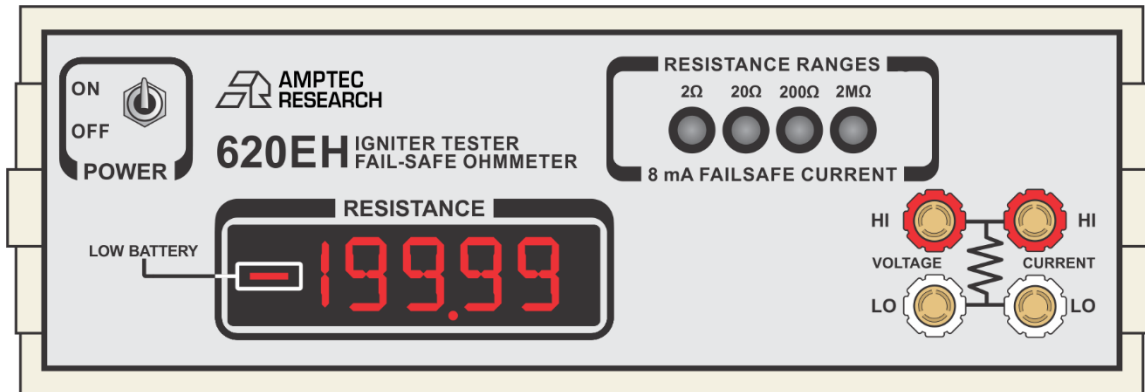 ON
OFF
POWER
AMPTEC
RESEARCH
620EH IGNITER TESTER
FAIL-SAFE OHMMETER
RESISTANCE RANGES
2Ω 20Ω 200Ω 2MΩ
8 mA FAILSAFE CURRENT
RESISTANCE
LOW BATTERY
-199.99
HI HI
VOLTAGE CURRENT
LO LO